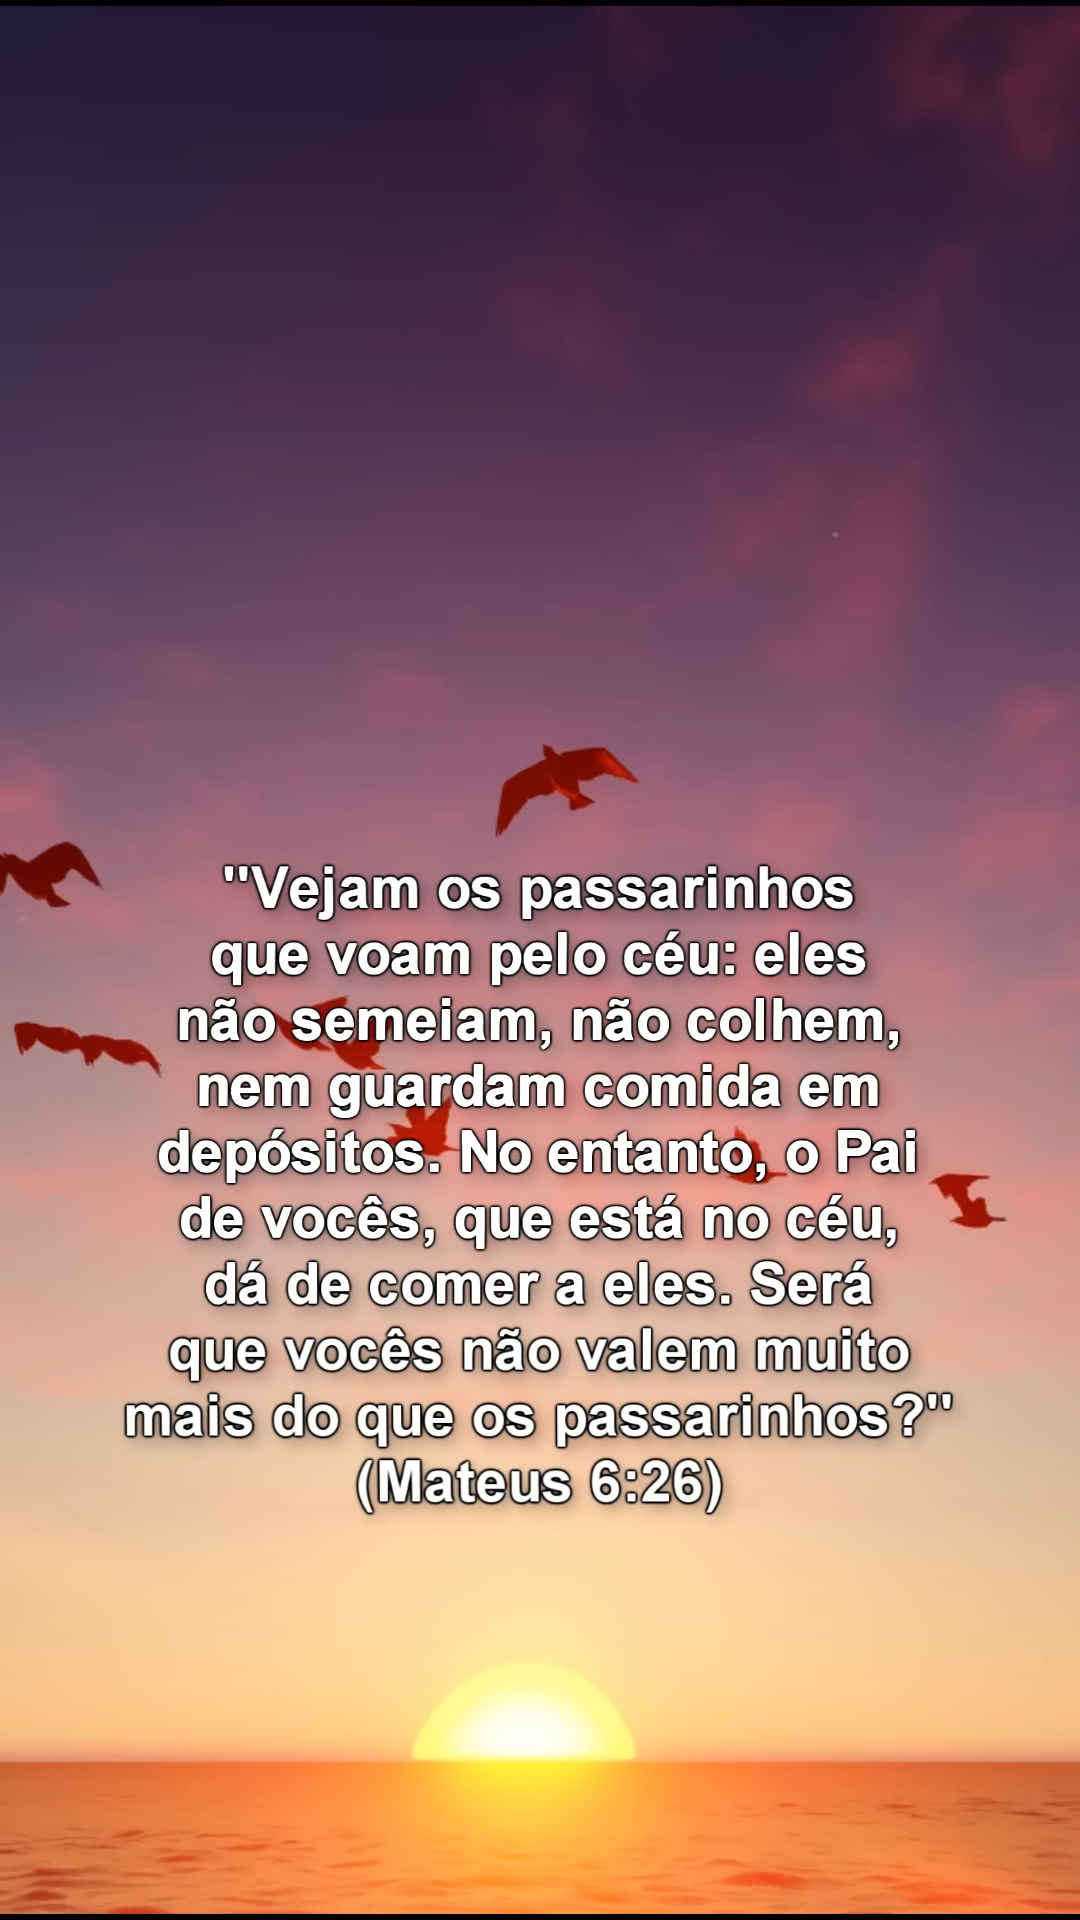 "Vejam os passarinhos
que voam pelo céu: eles
não semeiam, não colhem,
nem guardam comida em
depósitos. No entanto, o Pai
de vocês, que está no céu,
dá de comer a eles. Será
que vocês não valem muito
mais do que os passarinhos?"
(Mateus 6:26)